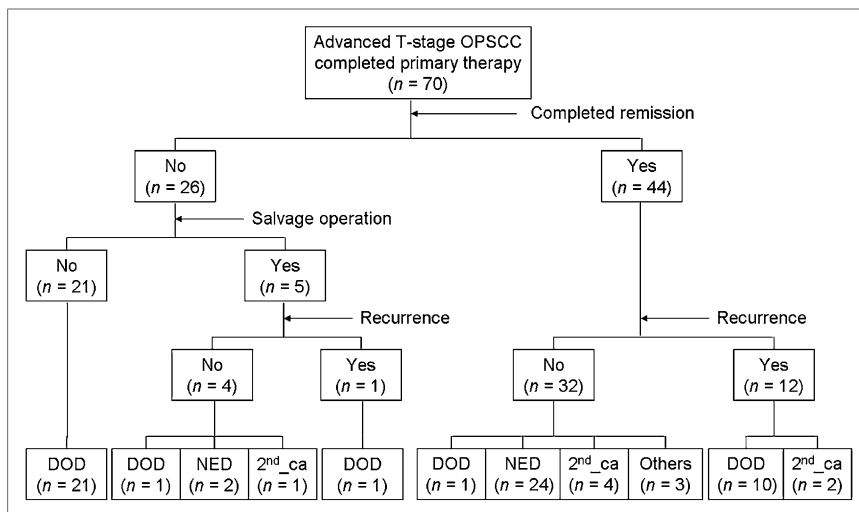 Advanced T-stage OPSCC
completed primary therapy
(n = 70)
Completed remission
No
(n = 26)
Yes
(n = 44)
Salvage operation
No
(n = 21)
Yes
(n = 5)
Recurrence
Recurrence
No
(n = 4)
Yes
(n = 1)
No
(n = 32)
Yes
(n = 12)
DOD
(n = 21)
DOD
(n = 1)
NED
(n = 2)
2nd_ca
(n = 1)
DOD
(n = 1)
DOD
(n = 1)
NED
(n = 24)
2nd_ca
(n = 4)
Others
(n = 3)
DOD
(n = 10)
2nd_ca
(n = 2)